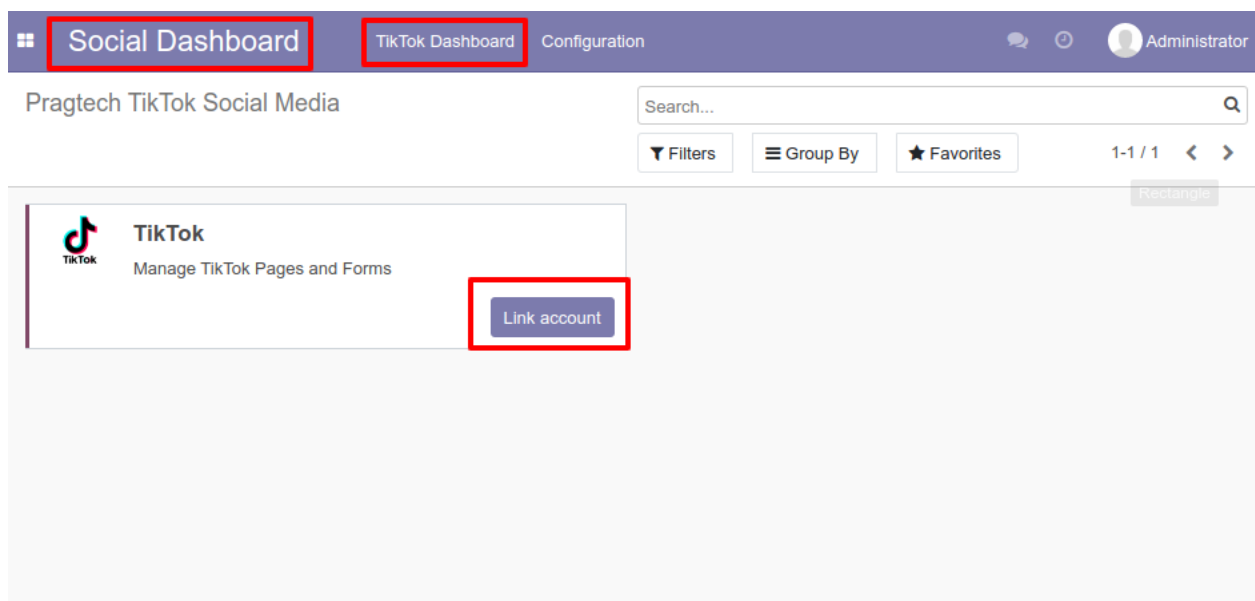 Social Dashboard TikTok Dashboard Configuration Administrator
Pragtech TikTok Social Media
Search...
Filters Group By Favorites 1-1 / 1
Rectangle
TikTok
TikTok
Manage TikTok Pages and Forms
Link account